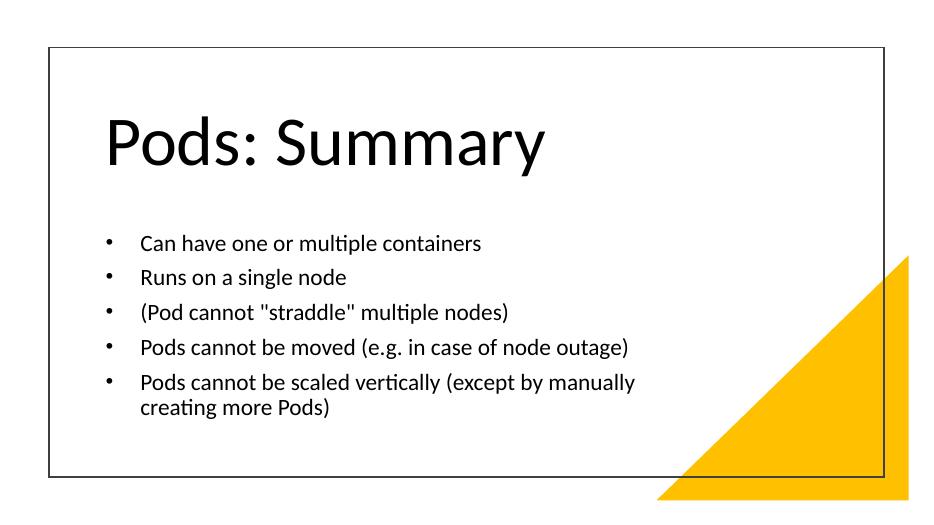 Pods: Summary
• Can have one or multiple containers
• Runs on a single node
• (Pod cannot "straddle" multiple nodes)
• Pods cannot be moved (e.g. in case of node outage)
• Pods cannot be scaled vertically (except by manually
creating more Pods)